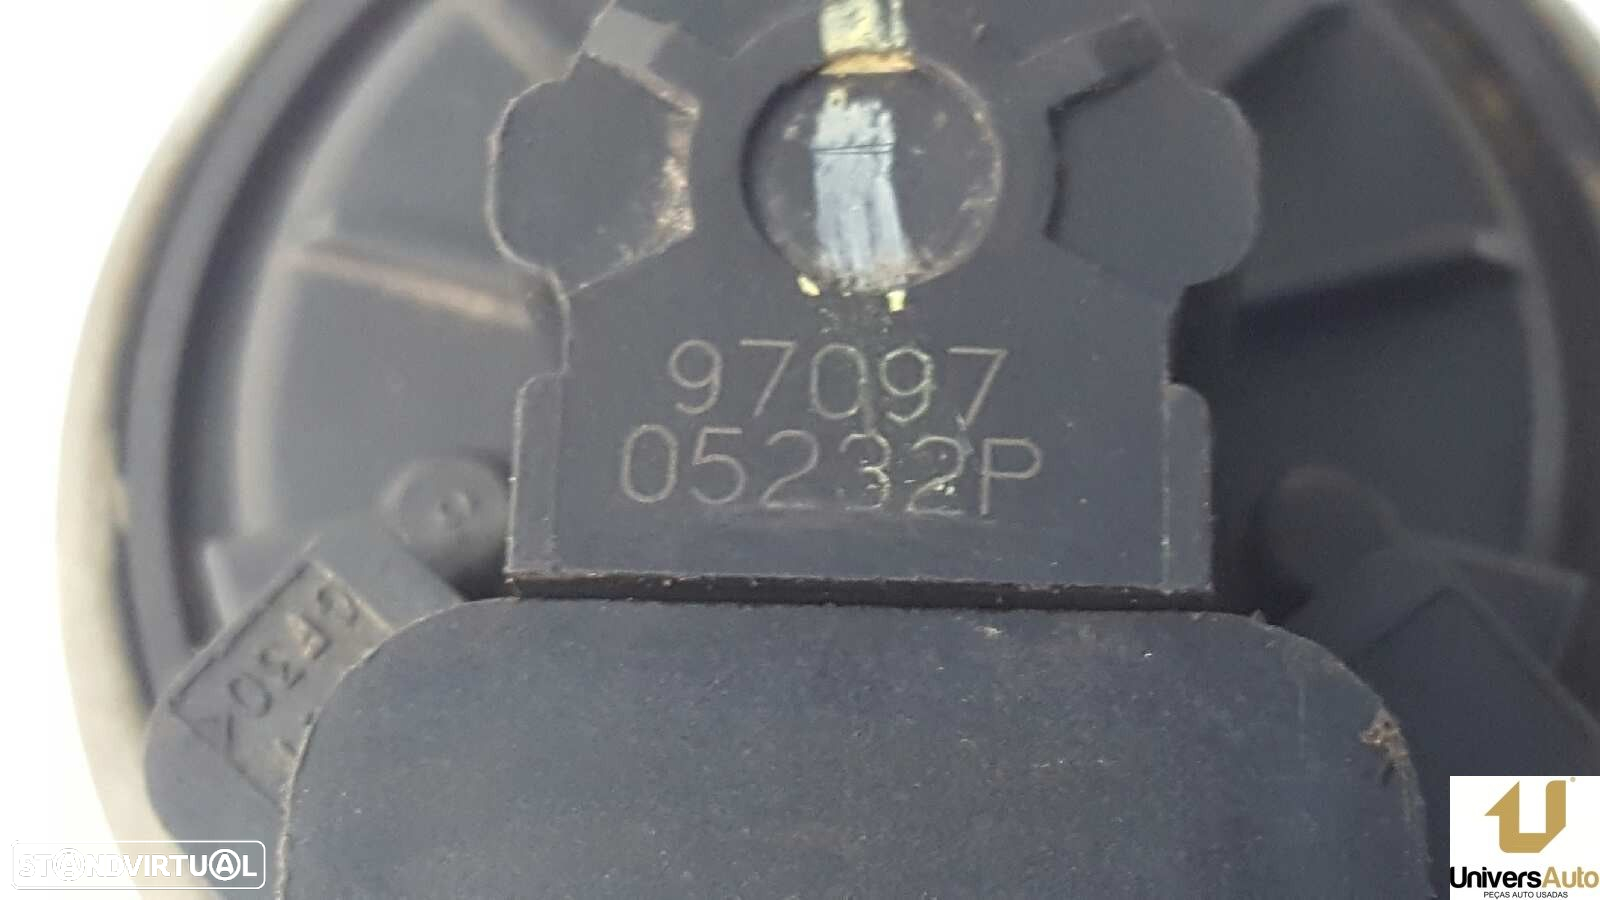 97097
05232P
GF30<
STANDVIRTUAL
UniversAuto
PEÇAS AUTO USADAS